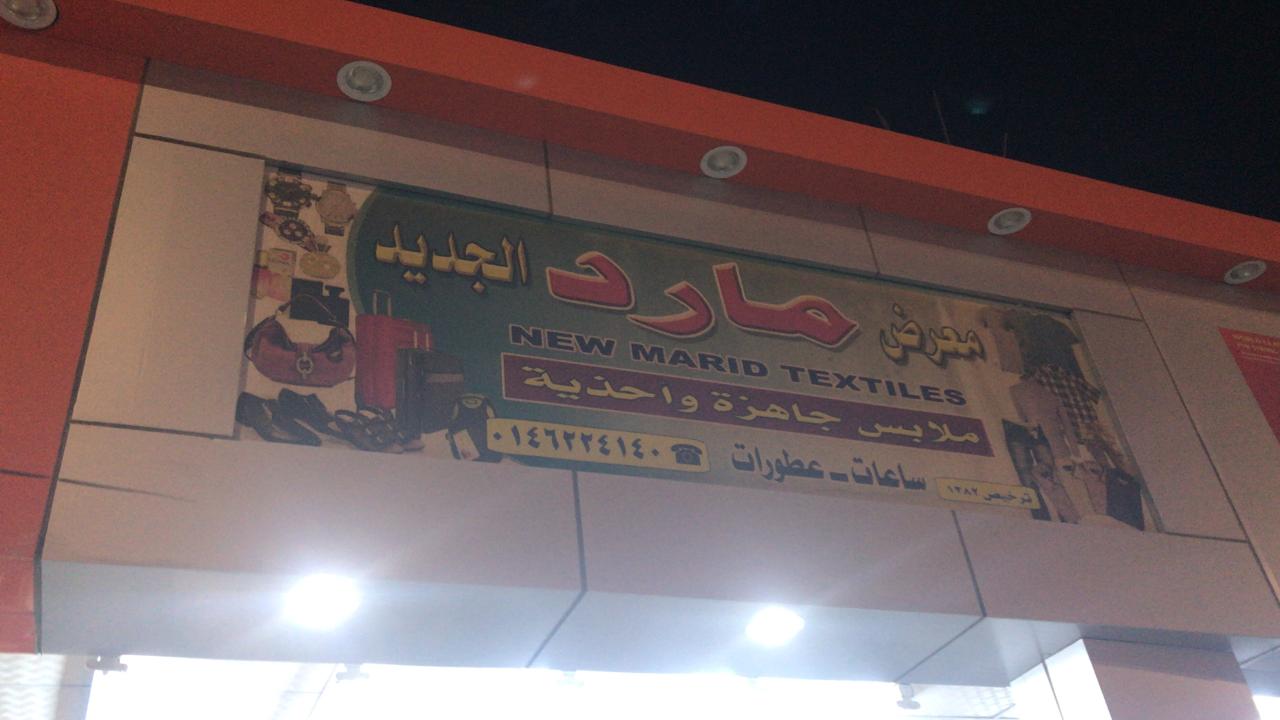 معرض مارد الجديد
NEW MARID TEXTILES
ملابس جاهزة واحذية
ساعات - عطورات
٠١٤٦٢٢٤١٤٠
ترخيص ١٣٨٢